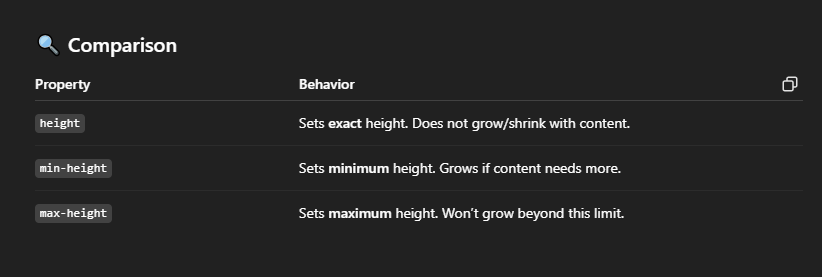 🔍 Comparison
Property Behavior
height Sets exact height. Does not grow/shrink with content.
min-height Sets minimum height. Grows if content needs more.
max-height Sets maximum height. Won’t grow beyond this limit.